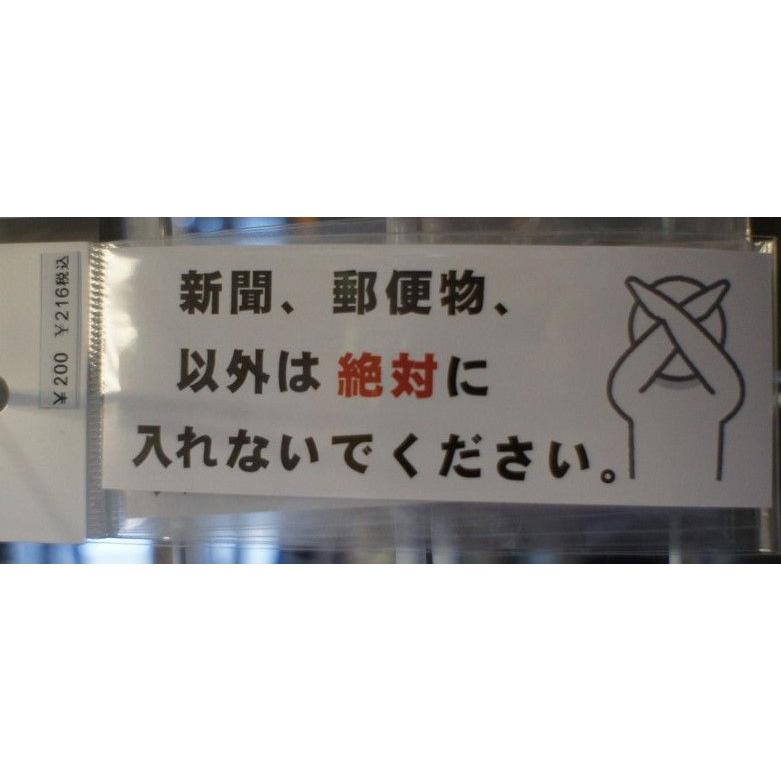 新聞、郵便物、
以外は絶対に
入れないでください。
￥200 ￥216税込